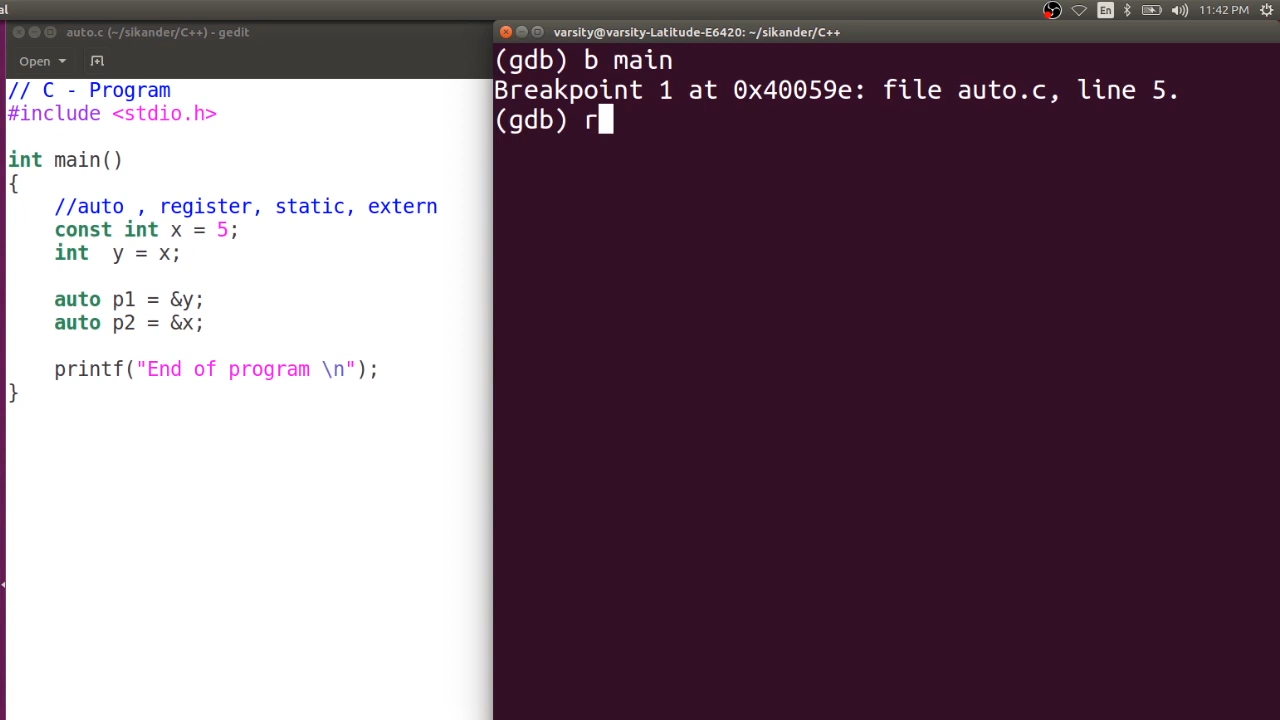 al
En
11:42 PM
auto.c (~/sikander/C++) - gedit
Open
// C - Program
#include <stdio.h>
int main()
{
    //auto , register, static, extern
    const int x = 5;
    int  y = x;
    auto p1 = &y;
    auto p2 = &x;
    printf("End of program \n");
}
varsity@varsity-Latitude-E6420: ~/sikander/C++
(gdb) b main
Breakpoint 1 at 0x40059e: file auto.c, line 5.
(gdb) r